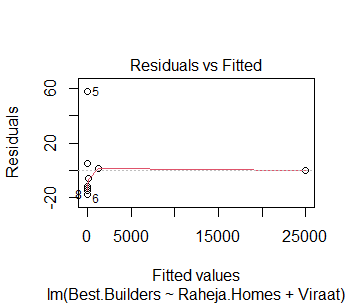 Residuals vs Fitted
Residuals
60
20
-20
5
8
6
0
5000
15000
25000
Fitted values
lm(Best.Builders ~ Raheja.Homes + Viraat)